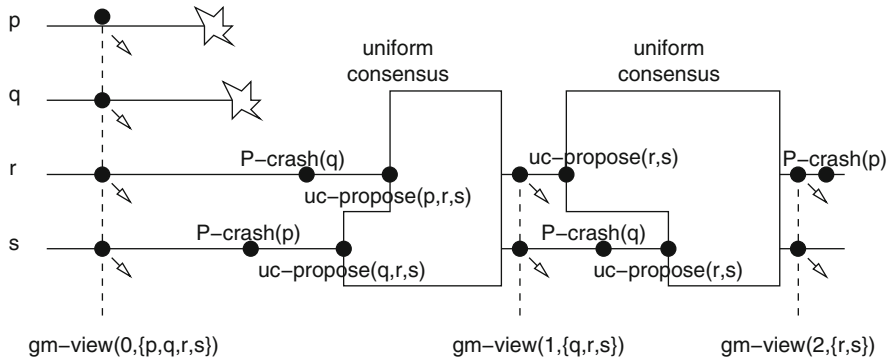 p
uniform
consensus
uniform
consensus
q
r
P−crash(q)
uc−propose(r,s)
P−crash(p)
uc−propose(p,r,s)
s
P−crash(p)
P−crash(q)
uc−propose(q,r,s)
uc−propose(r,s)
gm−view(0,{p,q,r,s})
gm−view(1,{q,r,s})
gm−view(2,{r,s})